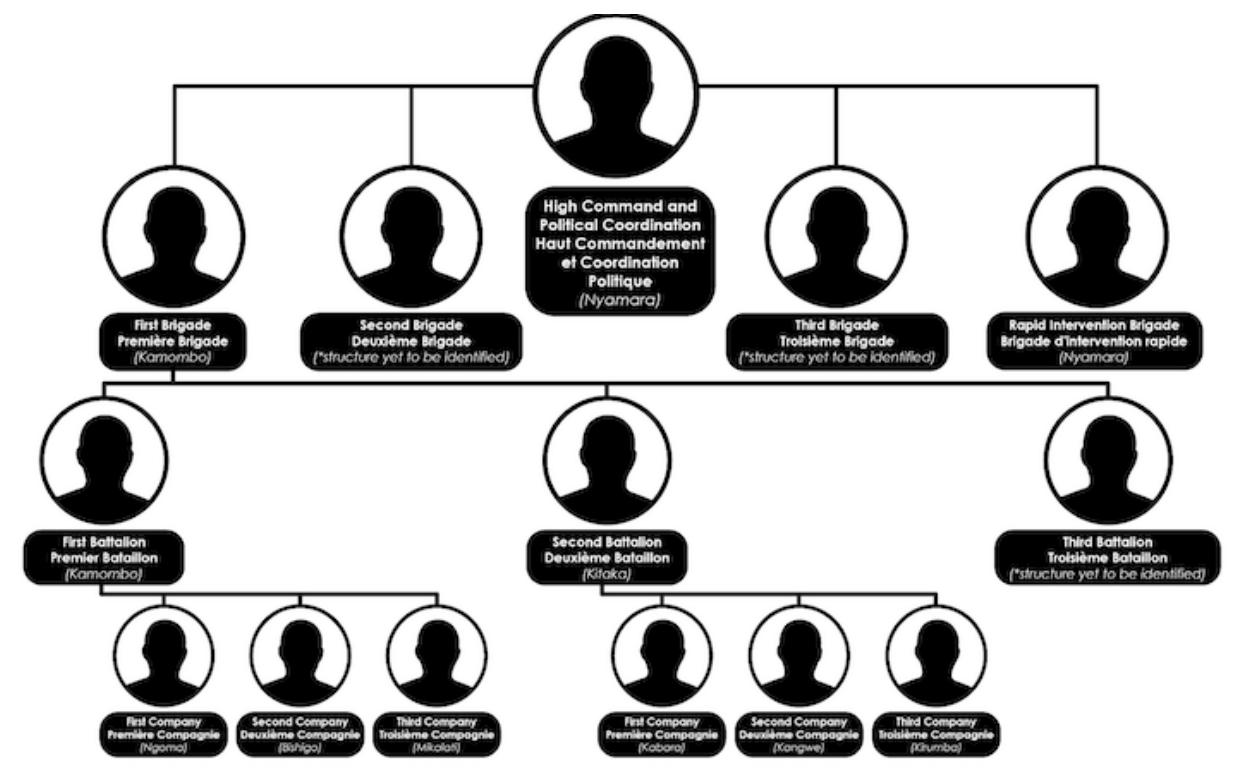 High Command and
Political Coordination
Haut Commandement
et Coordination
Politique
(Nyamara)
First Brigade
Première Brigade
(Kamombo)
Second Brigade
Deuxième Brigade
(*structure yet to be identified)
Third Brigade
Troisième Brigade
(*structure yet to be identified)
Rapid Intervention Brigade
Brigade d'intervention rapide
(Nyamara)
First Battalion
Premier Bataillon
(Kamombo)
Second Battalion
Deuxième Bataillon
(Kitaka)
Third Battalion
Troisième Bataillon
(*structure yet to be identified)
First Company
Première Compagnie
(Ngoma)
Second Company
Deuxième Compagnie
(Bishigo)
Third Company
Troisième Compagnie
(Mikalati)
First Company
Première Compagnie
(Kabara)
Second Company
Deuxième Compagnie
(Kangwe)
Third Company
Troisième Compagnie
(Kirumba)